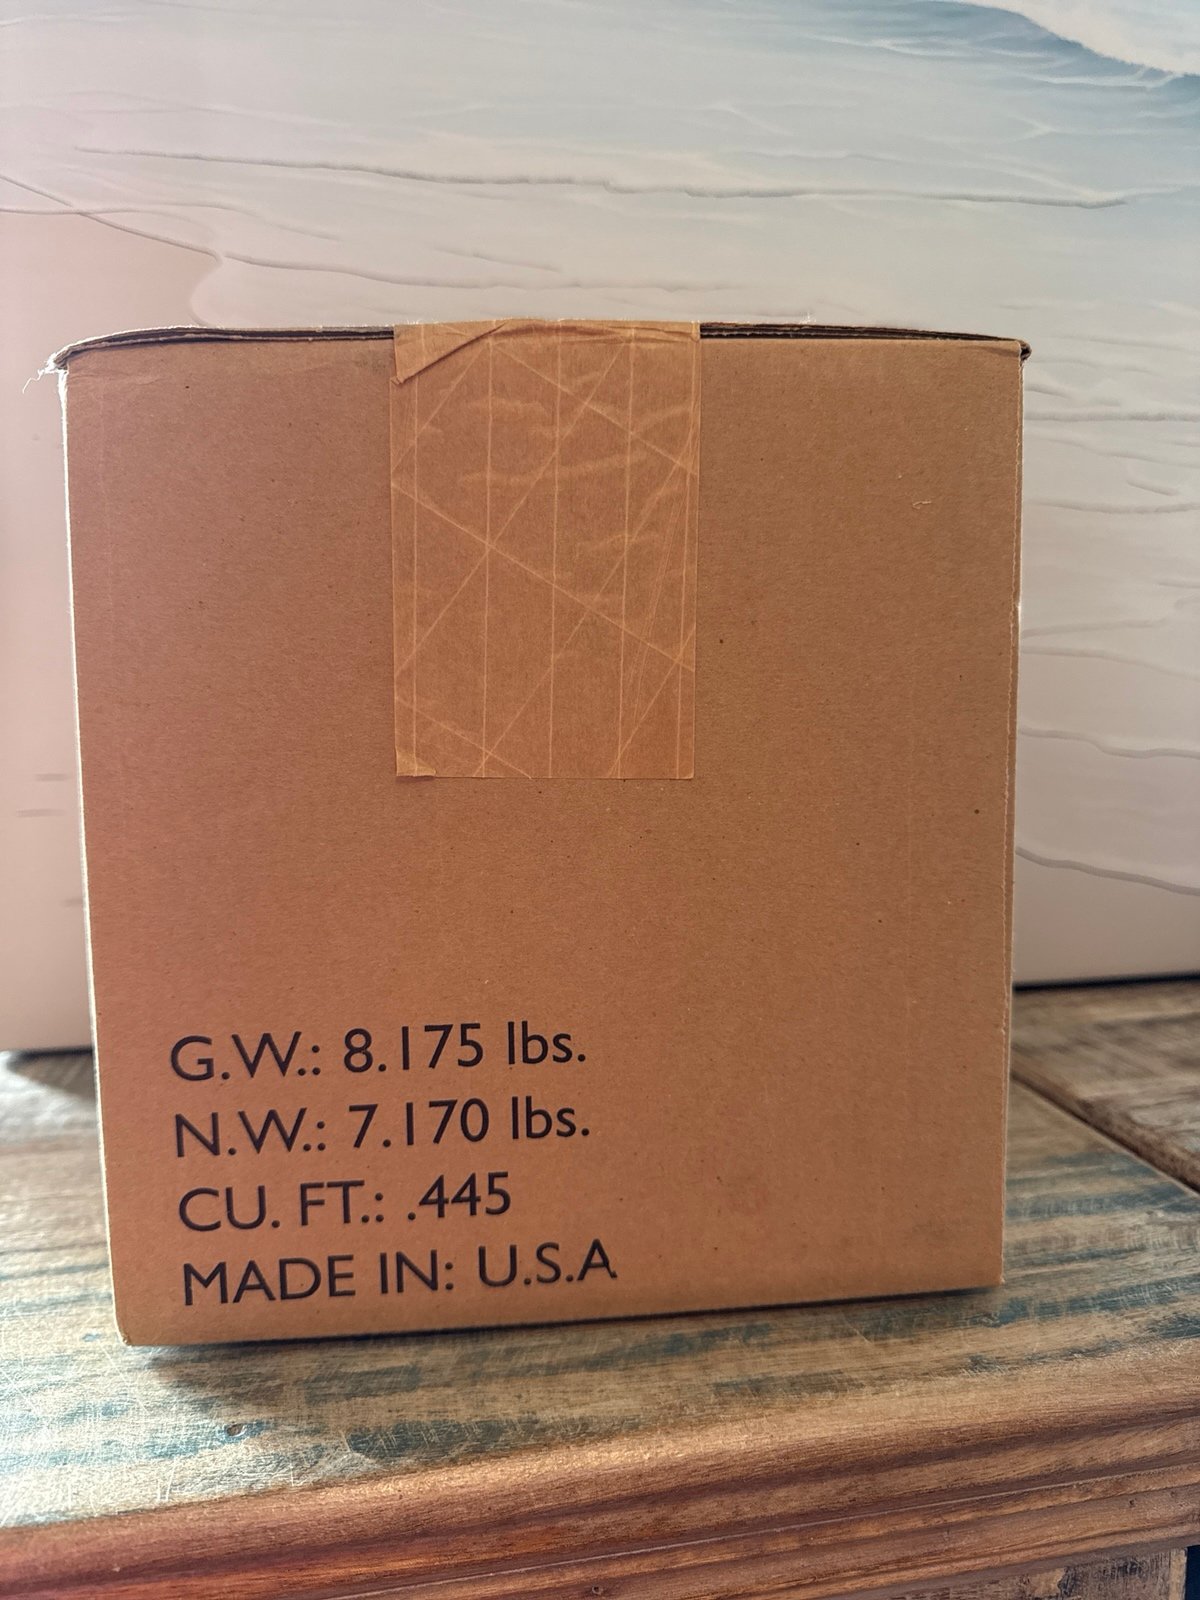 G.W.: 8.175 lbs.
N.W.: 7.170 lbs.
CU. FT.: .445
MADE IN: U.S.A